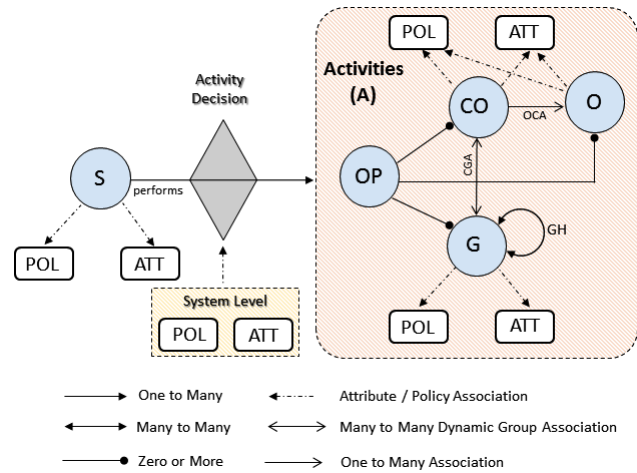 POL
ATT
Activities
(A)
Activity
Decision
CO
O
OCA
S
performs
OP
CGA
G
GH
POL
ATT
System Level
POL
ATT
POL
ATT
One to Many
Attribute / Policy Association
Many to Many
Many to Many Dynamic Group Association
Zero or More
One to Many Association